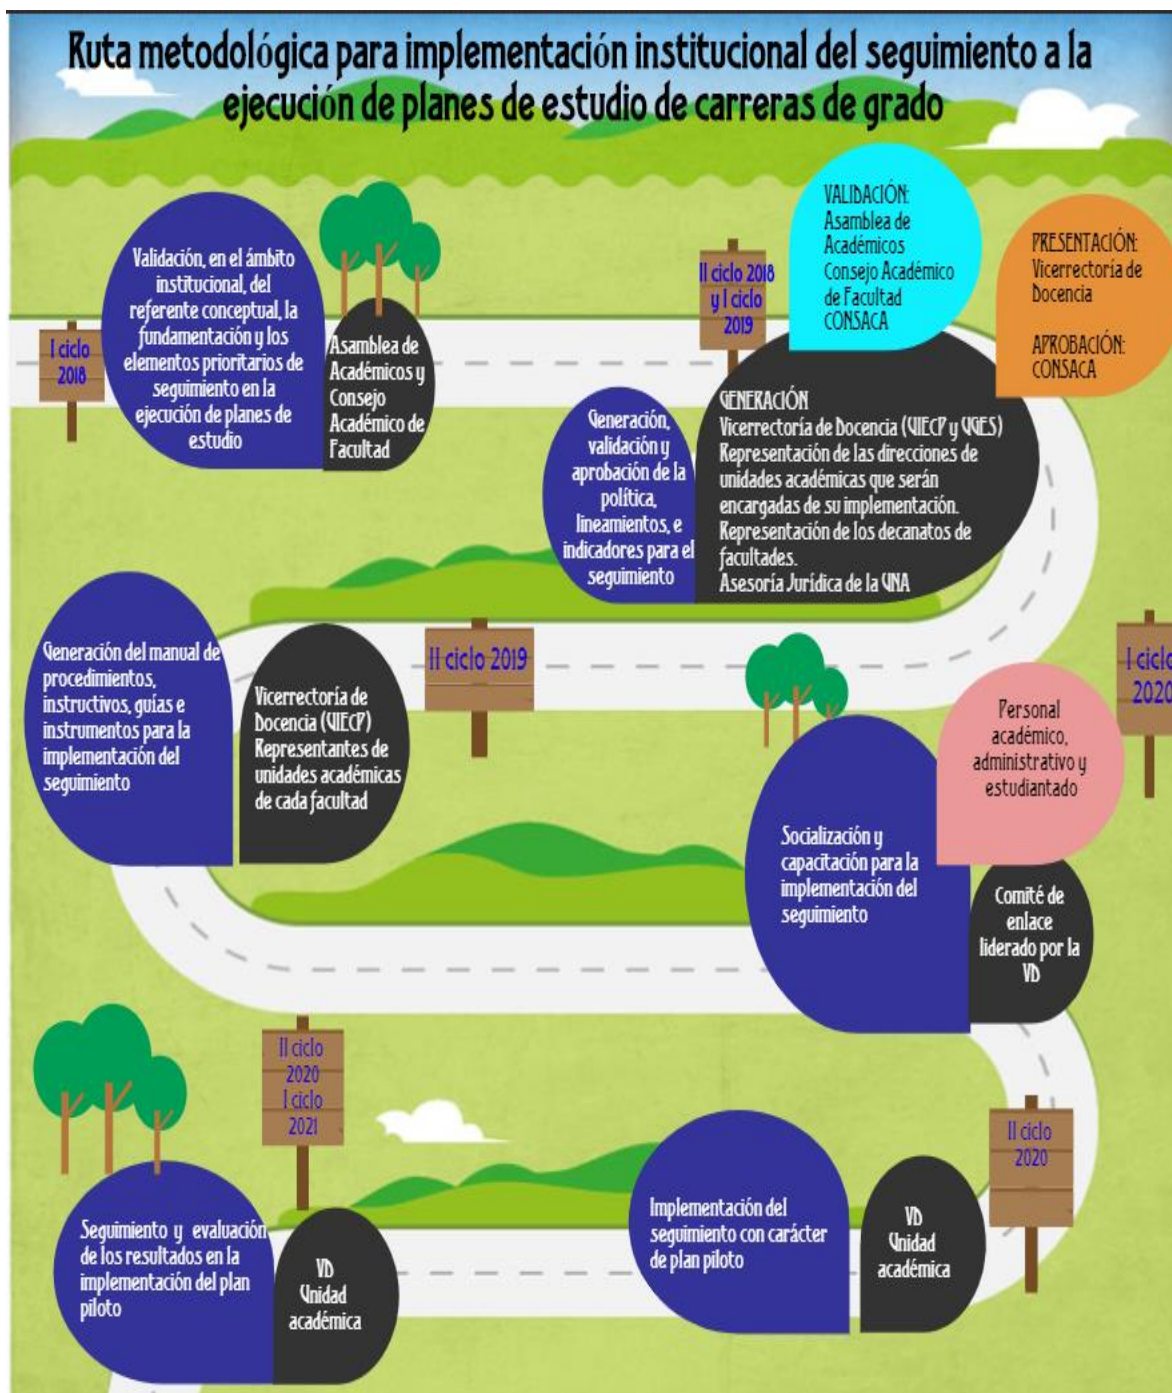 Ruta metodológica para implementación institucional del seguimiento a la
ejecución de planes de estudio de carreras de grado
I ciclo
2018
Validación, en el ámbito
institucional, del
referente conceptual, la
fundamentación y los
elementos prioritarios de
seguimiento en la
ejecución de planes de
estudio
Asamblea de
Académicos y
Consejo
Académico de
Facultad
II ciclo 2018
y I ciclo
2019
Generación,
validación y
aprobación de la
política,
lineamientos, e
indicadores para el
seguimiento
GENERACIÓN
Vicerrectoría de Docencia (UIECP y UGES)
Representación de las direcciones de
unidades académicas que serán
encargadas de su implementación.
Representación de los decanatos de
facultades.
Asesoría Jurídica de la UNA
VALIDACIÓN:
Asamblea de
Académicos
Consejo Académico
de Facultad
CONSACA
PRESENTACIÓN:
Vicerrectoría de
Docencia
APROBACIÓN:
CONSACA
II ciclo 2019
Generación del manual de
procedimientos,
instructivos, guías e
instrumentos para la
implementación del
seguimiento
Vicerrectoría de
Docencia (UIECP)
Representantes de
unidades académicas
de cada facultad
I ciclo
2020
Socialización y
capacitación para la
implementación del
seguimiento
Personal
académico,
administrativo y
estudiantado
Comité de
enlace
liderado por la
VD
II ciclo
2020
Implementación del
seguimiento con carácter
de plan piloto
VD
Unidad
académica
II ciclo
2020
I ciclo
2021
Seguimiento y evaluación
de los resultados en la
implementación del plan
piloto
VD
Unidad
académica